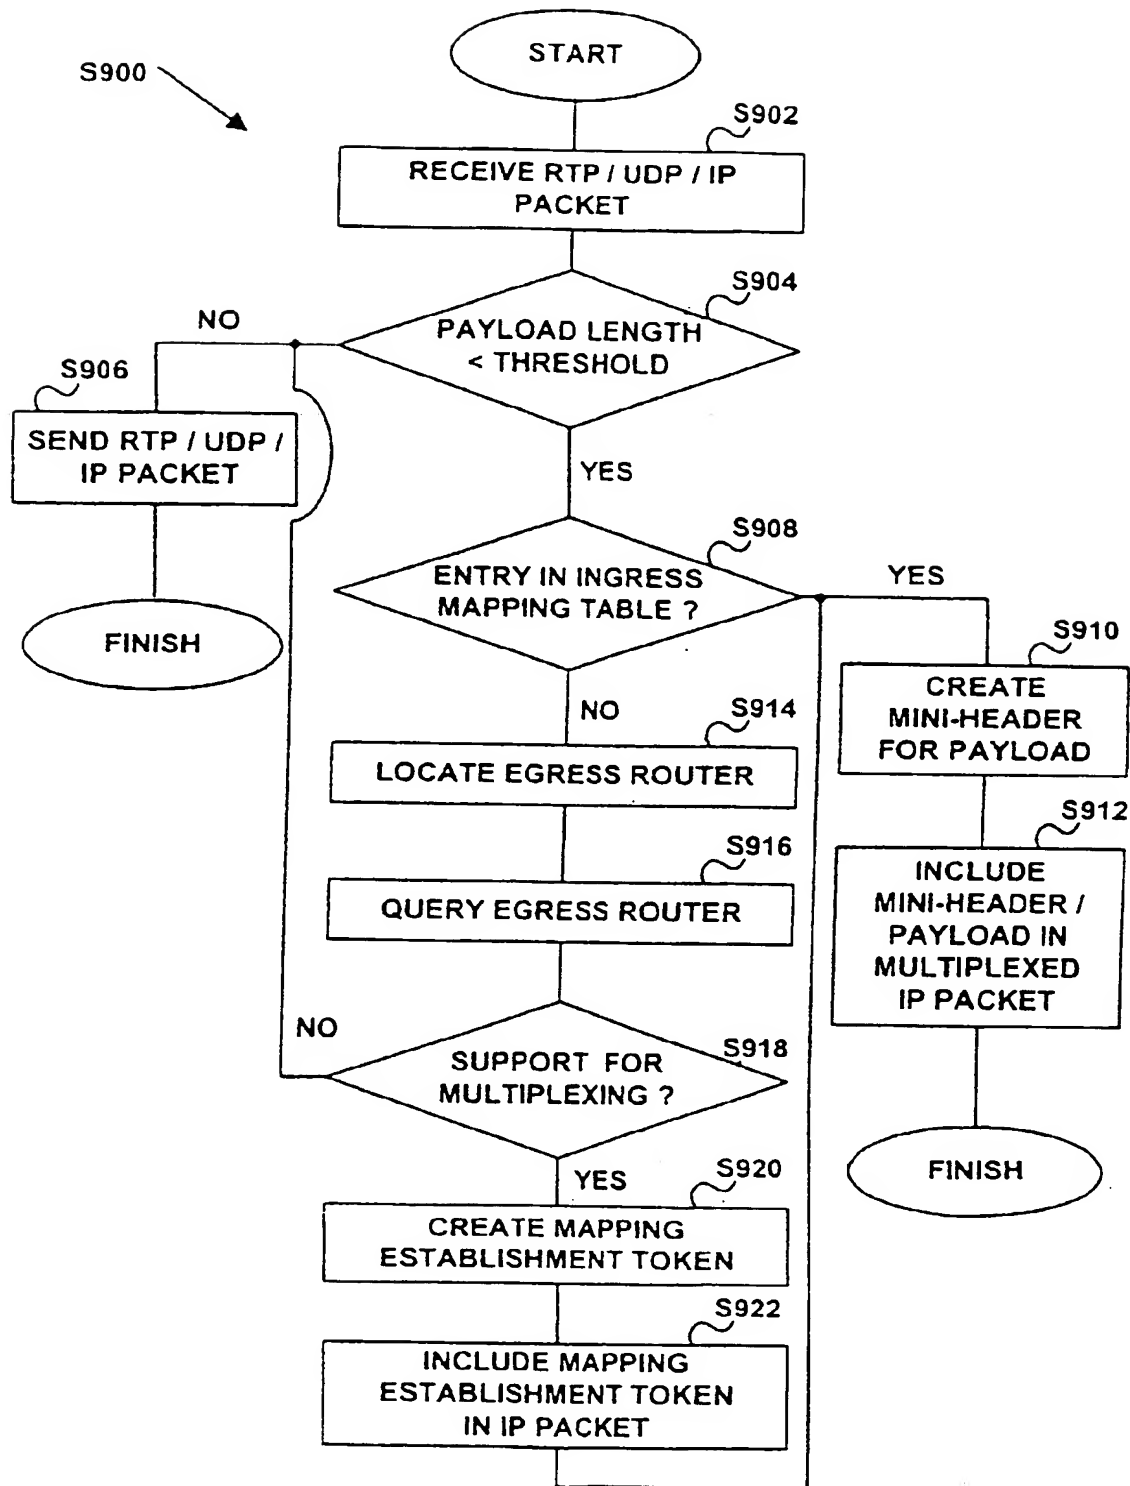 START
S900
S902
RECEIVE RTP / UDP / IP
PACKET
S904
NO
PAYLOAD LENGTH
< THRESHOLD
S906
SEND RTP / UDP /
IP PACKET
YES
S908
ENTRY IN INGRESS
MAPPING TABLE ?
YES
FINISH
S910
CREATE
MINI-HEADER
FOR PAYLOAD
NO
S914
LOCATE EGRESS ROUTER
S912
INCLUDE
MINI-HEADER /
PAYLOAD IN
MULTIPLEXED
IP PACKET
S916
QUERY EGRESS ROUTER
NO
S918
SUPPORT FOR
MULTIPLEXING ?
FINISH
YES
S920
CREATE MAPPING
ESTABLISHMENT TOKEN
S922
INCLUDE MAPPING
ESTABLISHMENT TOKEN
IN IP PACKET